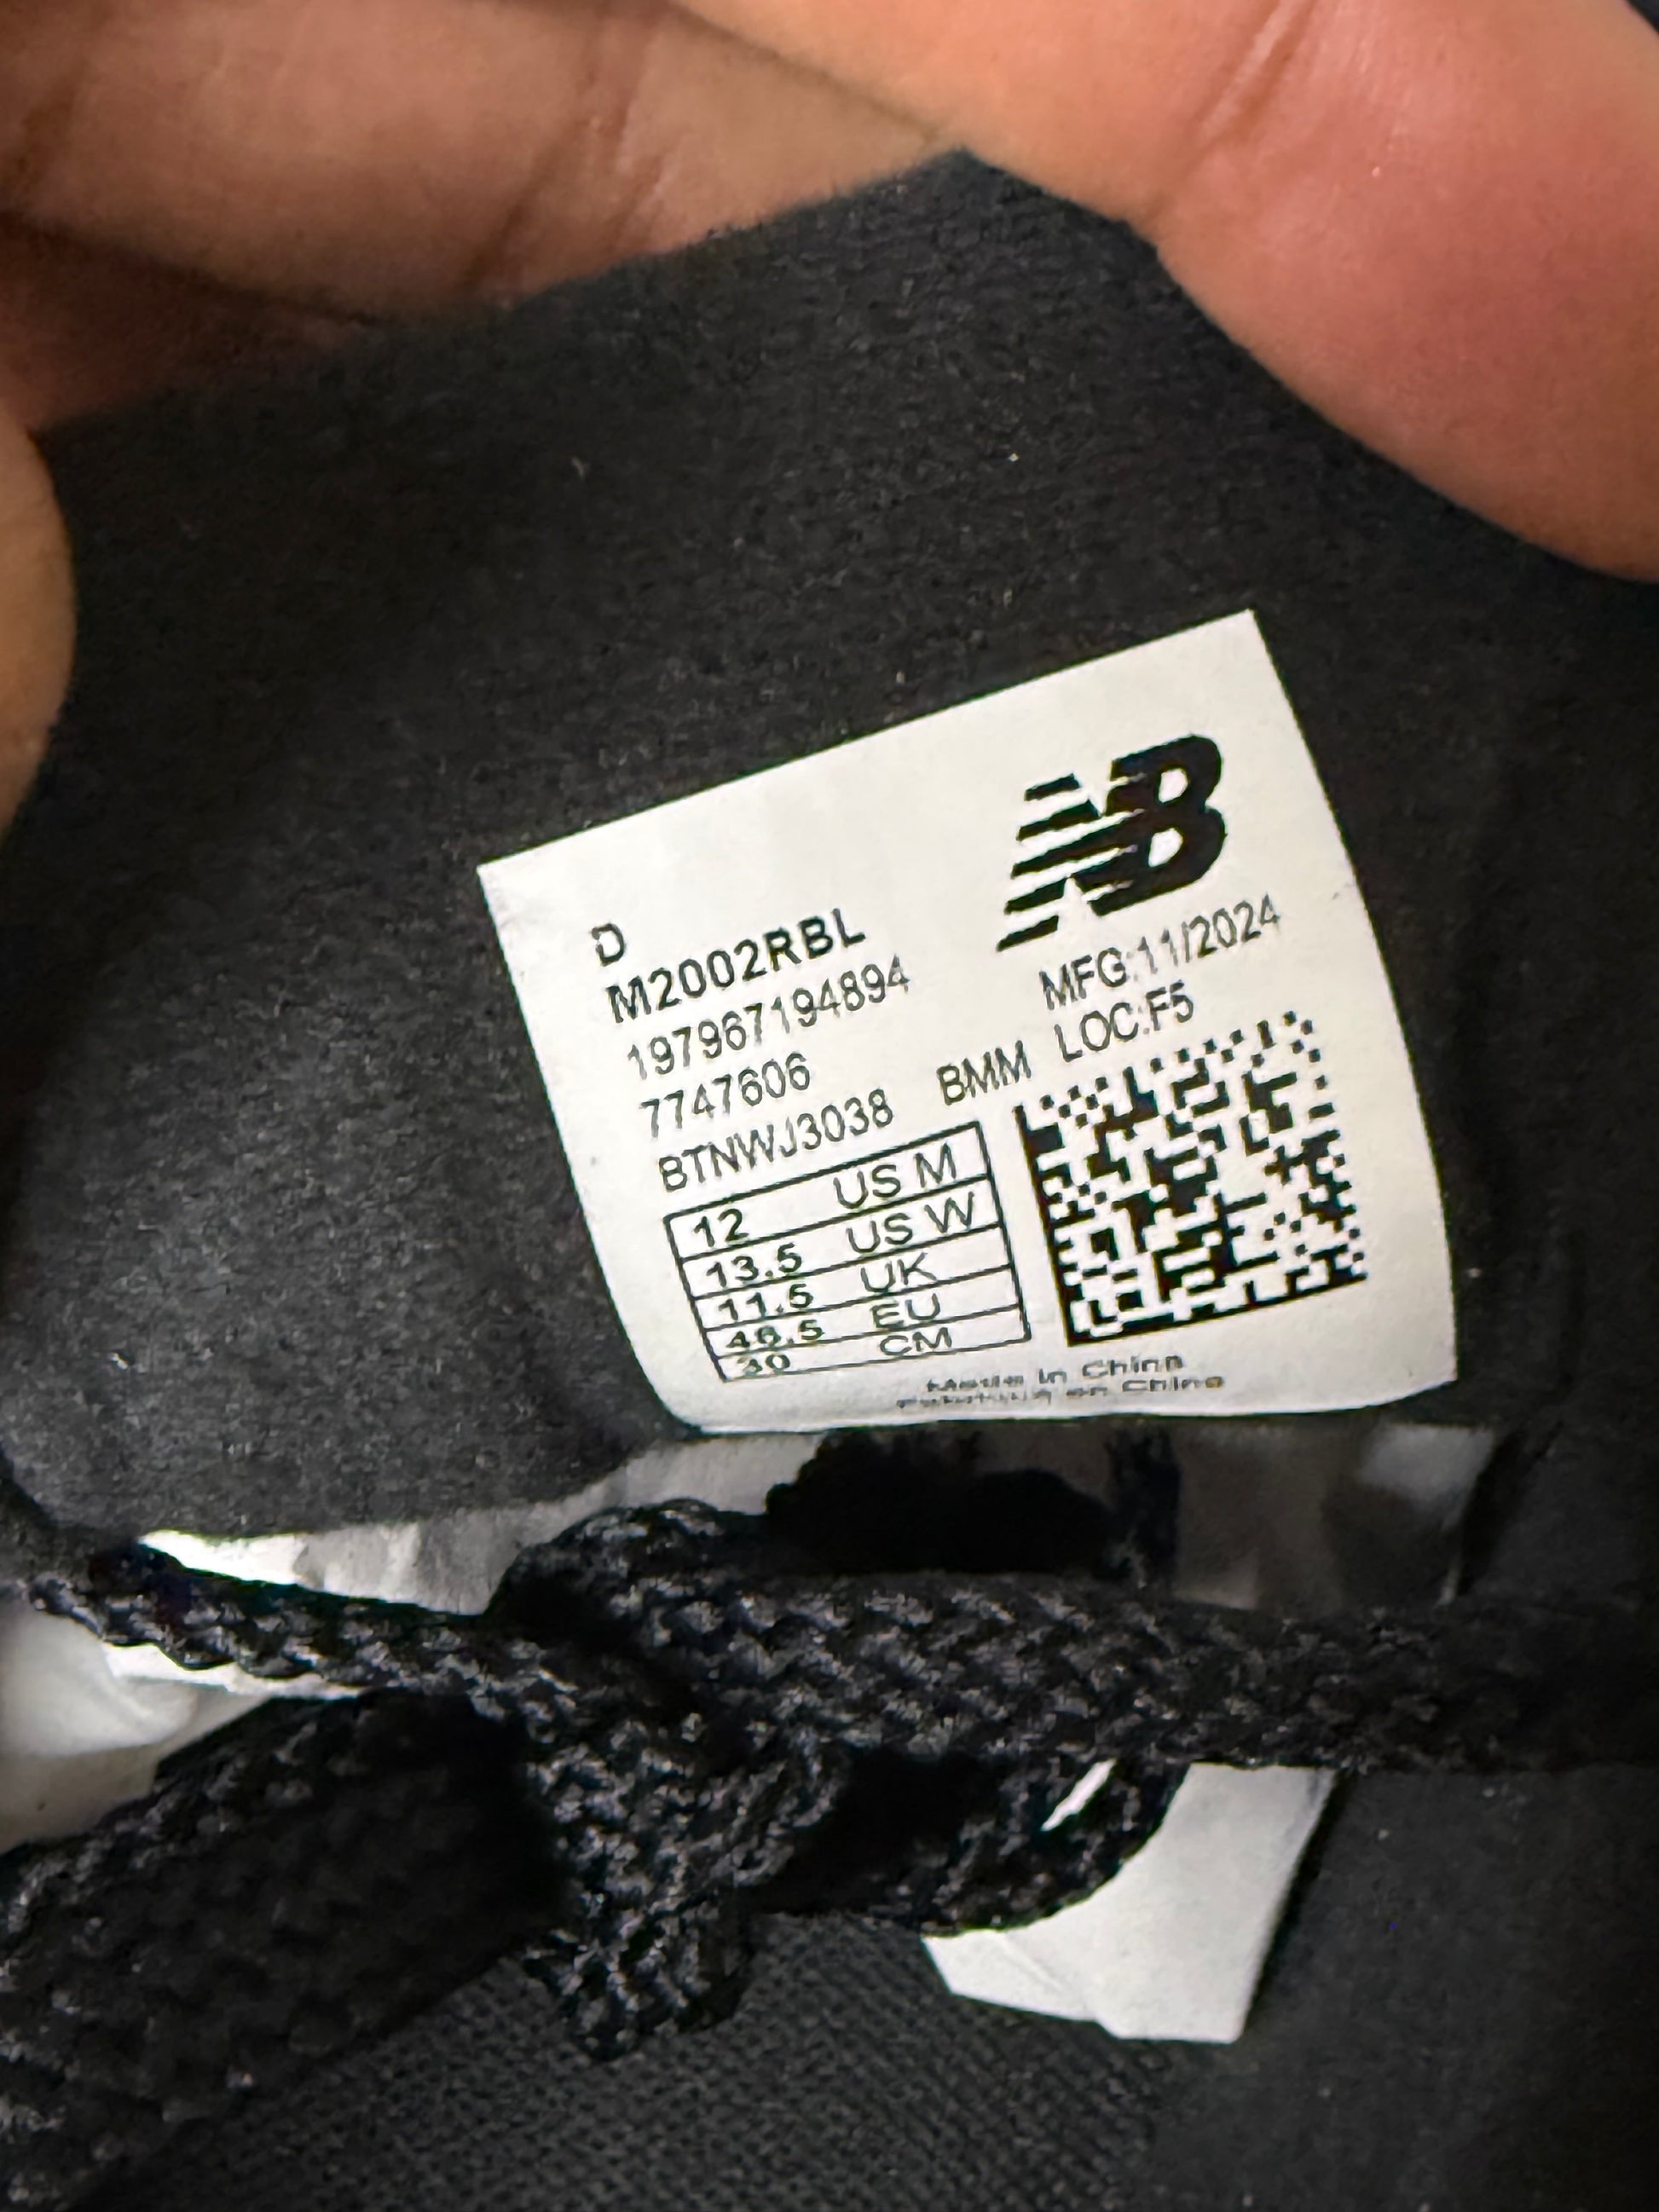 NB
D
M2002RBL
197967194894
MFG:11/2024
7747606
LOC:F5
BTNWJ3038 BMM
12 US M
13.5 US W
11.5 UK
46.5 EU
30 CM
Made in China
en Chine